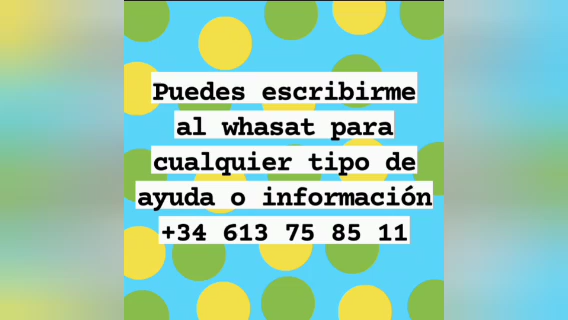 Puedes escribirme
al whasat para
cualquier tipo de
ayuda o información
+34 613 75 85 11